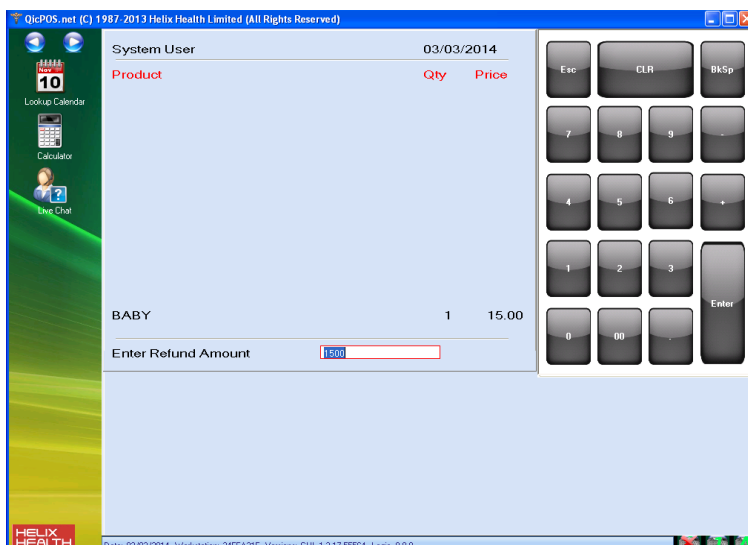 QicPOS.net (C) 1987-2013 Helix Health Limited (All Rights Reserved)
System User 03/03/2014
Product Qty Price
Nov
10
Lookup Calendar
Calculator
?
Live Chat
BABY 1 15.00
Enter Refund Amount 1500
Esc CLR BkSp
7 8 9 -
4 5 6 +
1 2 3
Enter
0 00 .
HELIX
HEALTH